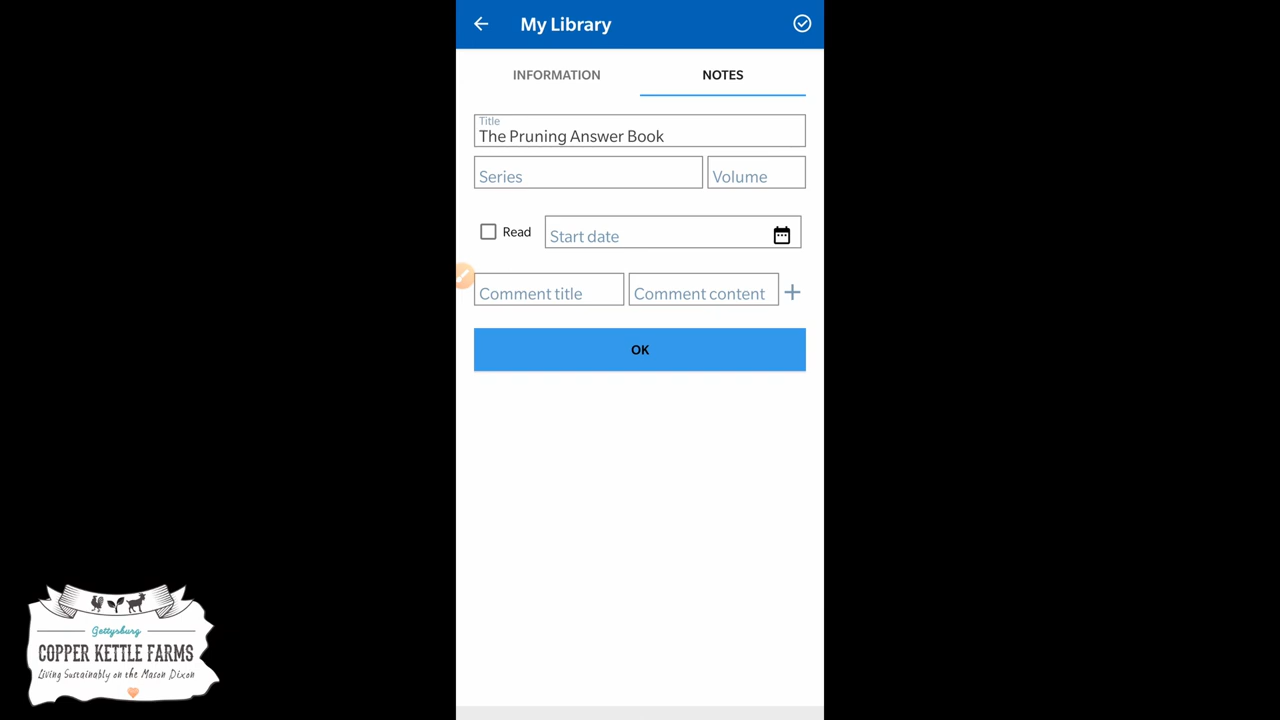 My Library
INFORMATION
NOTES
Title
The Pruning Answer Book
Series
Volume
Read
Start date
Comment title
Comment content
OK
Gettysburg
COPPER KETTLE FARMS
Living Sustainably on the Mason Dixon